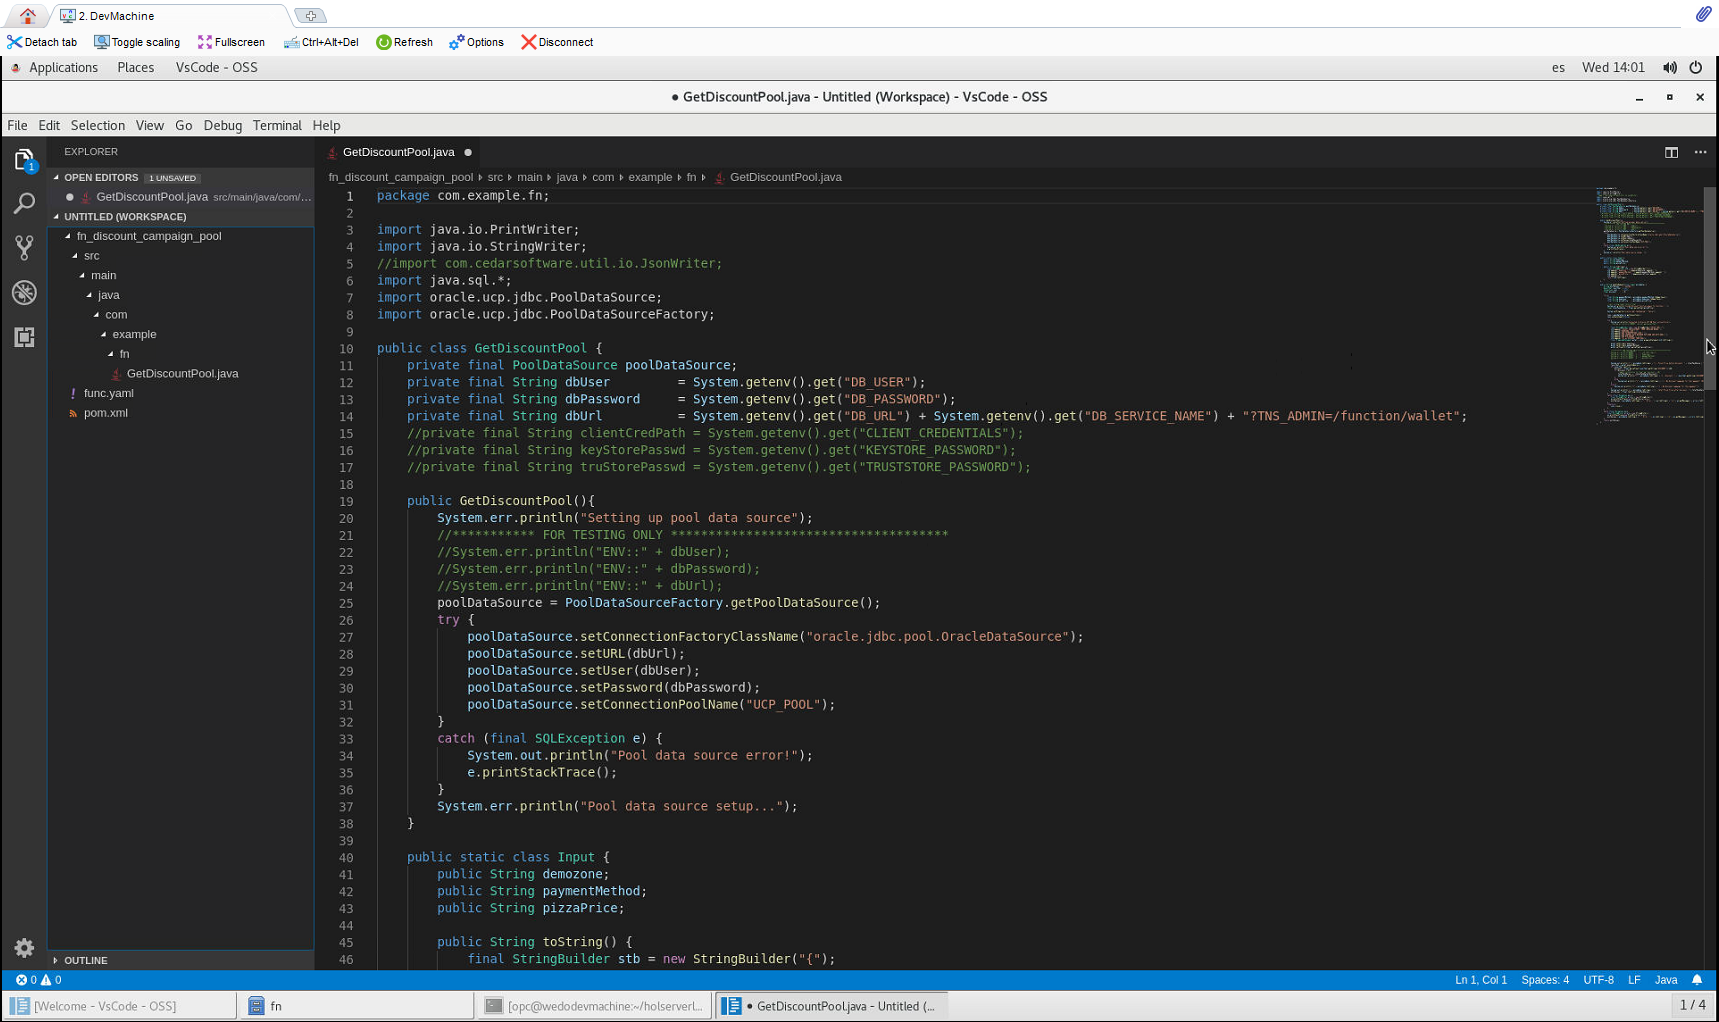 2. DevMachine
Detach tab Toggle scaling Fullscreen Ctrl+Alt+Del Refresh Options Disconnect
Applications Places VsCode - OSS es Wed 14:01
● GetDiscountPool.java - Untitled (Workspace) - VsCode - OSS
File Edit Selection View Go Debug Terminal Help
EXPLORER
OPEN EDITORS 1 UNSAVED
GetDiscountPool.java src/main/java/com/...
UNTITLED (WORKSPACE)
fn_discount_campaign_pool
src
main
java
com
example
fn
GetDiscountPool.java
! func.yaml
pom.xml
OUTLINE
1
GetDiscountPool.java ●
fn_discount_campaign_pool › src › main › java › com › example › fn › GetDiscountPool.java
1 package com.example.fn;
2
3 import java.io.PrintWriter;
4 import java.io.StringWriter;
5 //import com.cedarsoftware.util.io.JsonWriter;
6 import java.sql.*;
7 import oracle.ucp.jdbc.PoolDataSource;
8 import oracle.ucp.jdbc.PoolDataSourceFactory;
9
10 public class GetDiscountPool {
11 private final PoolDataSource poolDataSource;
12 private final String dbUser = System.getenv().get("DB_USER");
13 private final String dbPassword = System.getenv().get("DB_PASSWORD");
14 private final String dbUrl = System.getenv().get("DB_URL") + System.getenv().get("DB_SERVICE_NAME") + "?TNS_ADMIN=/function/wallet";
15 //private final String clientCredPath = System.getenv().get("CLIENT_CREDENTIALS");
16 //private final String keyStorePasswd = System.getenv().get("KEYSTORE_PASSWORD");
17 //private final String truStorePasswd = System.getenv().get("TRUSTSTORE_PASSWORD");
18
19 public GetDiscountPool(){
20 System.err.println("Setting up pool data source");
21 //*********** FOR TESTING ONLY *************************************
22 //System.err.println("ENV::" + dbUser);
23 //System.err.println("ENV::" + dbPassword);
24 //System.err.println("ENV::" + dbUrl);
25 poolDataSource = PoolDataSourceFactory.getPoolDataSource();
26 try {
27 poolDataSource.setConnectionFactoryClassName("oracle.jdbc.pool.OracleDataSource");
28 poolDataSource.setURL(dbUrl);
29 poolDataSource.setUser(dbUser);
30 poolDataSource.setPassword(dbPassword);
31 poolDataSource.setConnectionPoolName("UCP_POOL");
32 }
33 catch (final SQLException e) {
34 System.out.println("Pool data source error!");
35 e.printStackTrace();
36 }
37 System.err.println("Pool data source setup...");
38 }
39
40 public static class Input {
41 public String demozone;
42 public String paymentMethod;
43 public String pizzaPrice;
44
45 public String toString() {
46 final StringBuilder stb = new StringBuilder("{");
0 0 Ln 1, Col 1 Spaces: 4 UTF-8 LF Java
[Welcome - VsCode - OSS] fn [opc@wedodevmachine:~/holserverl... ● GetDiscountPool.java - Untitled (... 1 / 4